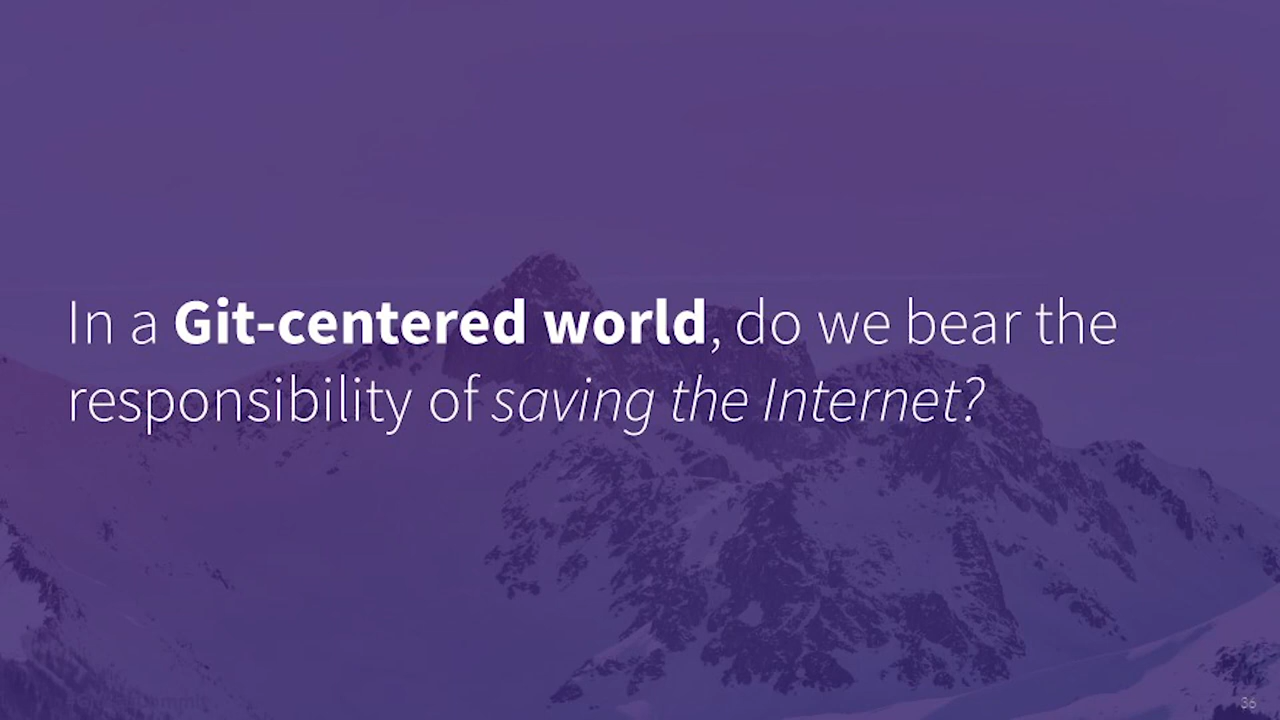 In a Git-centered world, do we bear the
responsibility of saving the Internet?
36